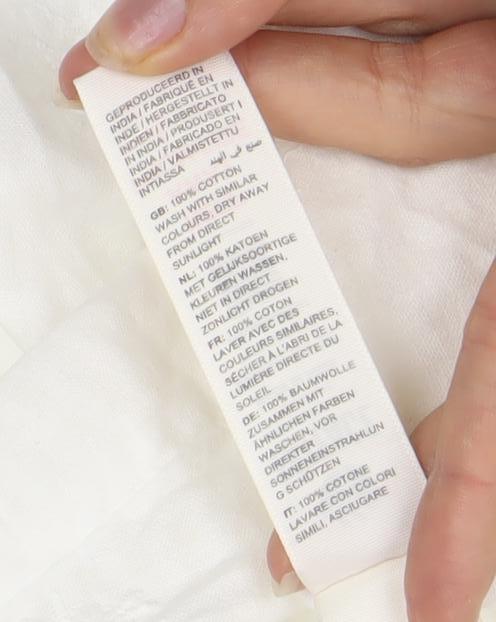 GEPRODUCEERD IN
INDIA / FABRIQUÉ EN
INDE / HERGESTELLT IN
INDIEN / FABBRICATO
IN INDIA / PRODUSERT I
INDIA / FABRICADO EN
INDIA / VALMISTETTU
INTIASSA صنع في الهند
GB: 100% COTTON
WASH WITH SIMILAR
COLOURS, DRY AWAY
FROM DIRECT
SUNLIGHT
NL: 100% KATOEN
MET GELIJKSOORTIGE
KLEUREN WASSEN,
NIET IN DIRECT
ZONLICHT DROGEN
FR: 100% COTON
LAVER AVEC DES
COULEURS SIMILAIRES,
SÉCHER À L'ABRI DE LA
LUMIÈRE DIRECTE DU
SOLEIL
DE: 100% BAUMWOLLE
ZUSAMMEN MIT
ÄHNLICHEN FARBEN
WASCHEN, VOR
DIREKTER
SONNENEINSTRAHLUN
G SCHÜTZEN
IT: 100% COTONE
LAVARE CON COLORI
SIMILI, ASCIUGARE